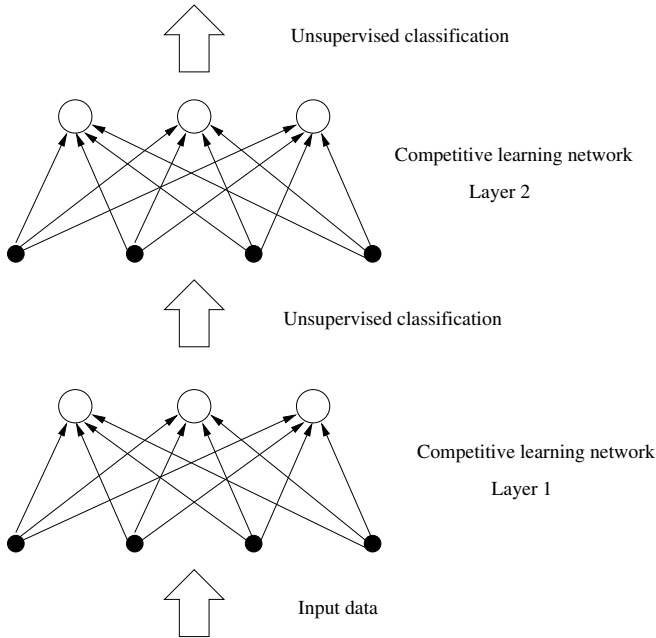 Unsupervised classification
Competitive learning network
Layer 2
Unsupervised classification
Competitive learning network
Layer 1
Input data